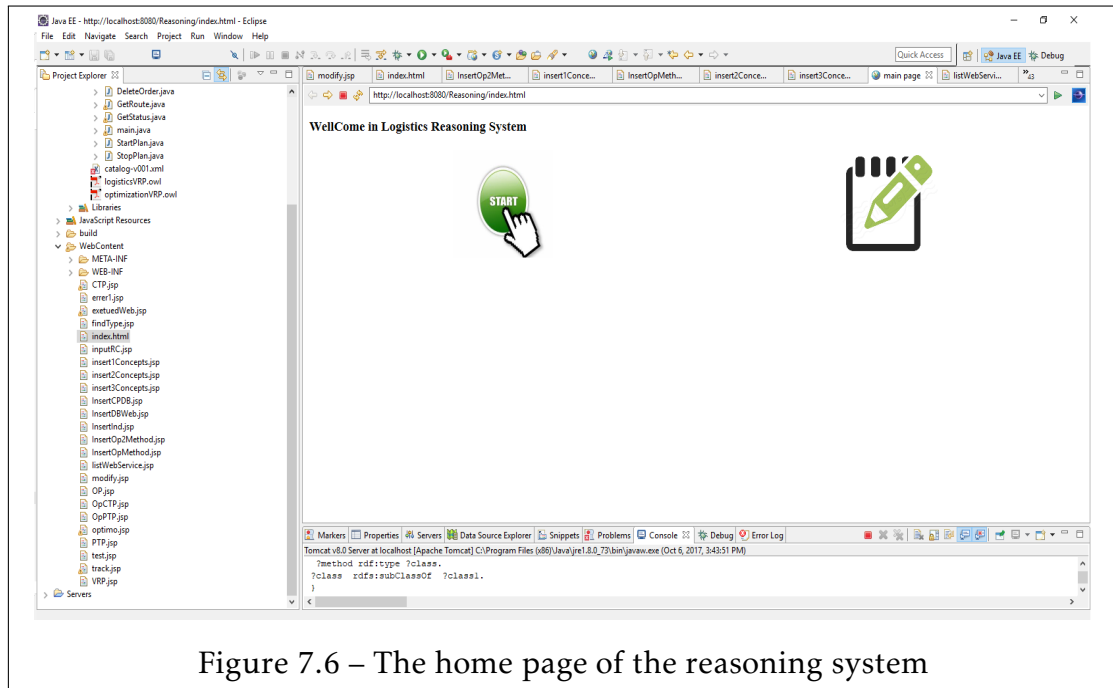 Java EE - http://localhost:8080/Reasoning/index.html - Eclipse
File Edit Navigate Search Project Run Window Help
Quick Access
Java EE
Debug
Project Explorer
DeleteOrder.java
GetRoute.java
GetStatus.java
main.java
StartPlan.java
StopPlan.java
catalog-v001.xml
logisticsVRP.owl
optimizationVRP.owl
Libraries
JavaScript Resources
build
WebContent
META-INF
WEB-INF
CTP.jsp
errer1.jsp
exetuedWeb.jsp
findType.jsp
index.html
inputRC.jsp
insert1Concepts.jsp
insert2Concepts.jsp
insert3Concepts.jsp
InsertCPDB.jsp
InsertDBWeb.jsp
InsertInd.jsp
InsertOp2Method.jsp
InsertOpMethod.jsp
listWebService.jsp
modify.jsp
OP.jsp
OpCTP.jsp
OpPTP.jsp
optimo.jsp
PTP.jsp
test.jsp
track.jsp
VRP.jsp
Servers
modify.jsp index.html InsertOp2Met... insert1Conce... InsertOpMeth... insert2Conce... insert3Conce... main page listWebServi... »43
http://localhost:8080/Reasoning/index.html
WellCome in Logistics Reasoning System
START
Markers Properties Servers Data Source Explorer Snippets Problems Console Debug Error Log
Tomcat v8.0 Server at localhost [Apache Tomcat] C:\Program Files (x86)\Java\jre1.8.0_73\bin\javaw.exe (Oct 6, 2017, 3:43:51 PM)
?method rdf:type ?class.
?class rdfs:subClassOf ?class1.
}
Figure 7.6 – The home page of the reasoning system